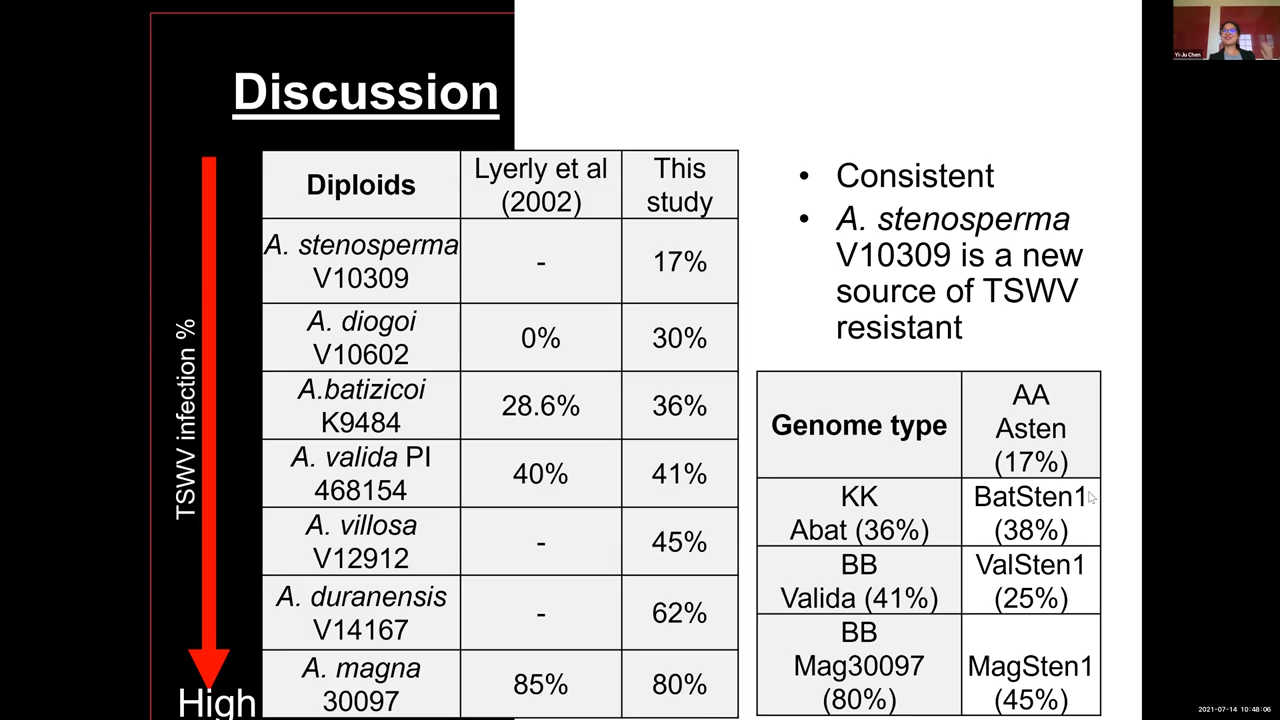 Discussion
TSWV infection %
High
Diploids
Lyerly et al
(2002)
This
study
A. stenosperma
V10309
-
17%
A. diogoi
V10602
0%
30%
A.batizicoi
K9484
28.6%
36%
A. valida PI
468154
40%
41%
A. villosa
V12912
-
45%
A. duranensis
V14167
-
62%
A. magna
30097
85%
80%
• Consistent
• A. stenosperma
V10309 is a new
source of TSWV
resistant
Genome type
AA
Asten
(17%)
KK
Abat (36%)
BatSten1
(38%)
BB
Valida (41%)
ValSten1
(25%)
BB
Mag30097
(80%)
MagSten1
(45%)
Yi-Ju Chen
2021-07-14 10:48:06